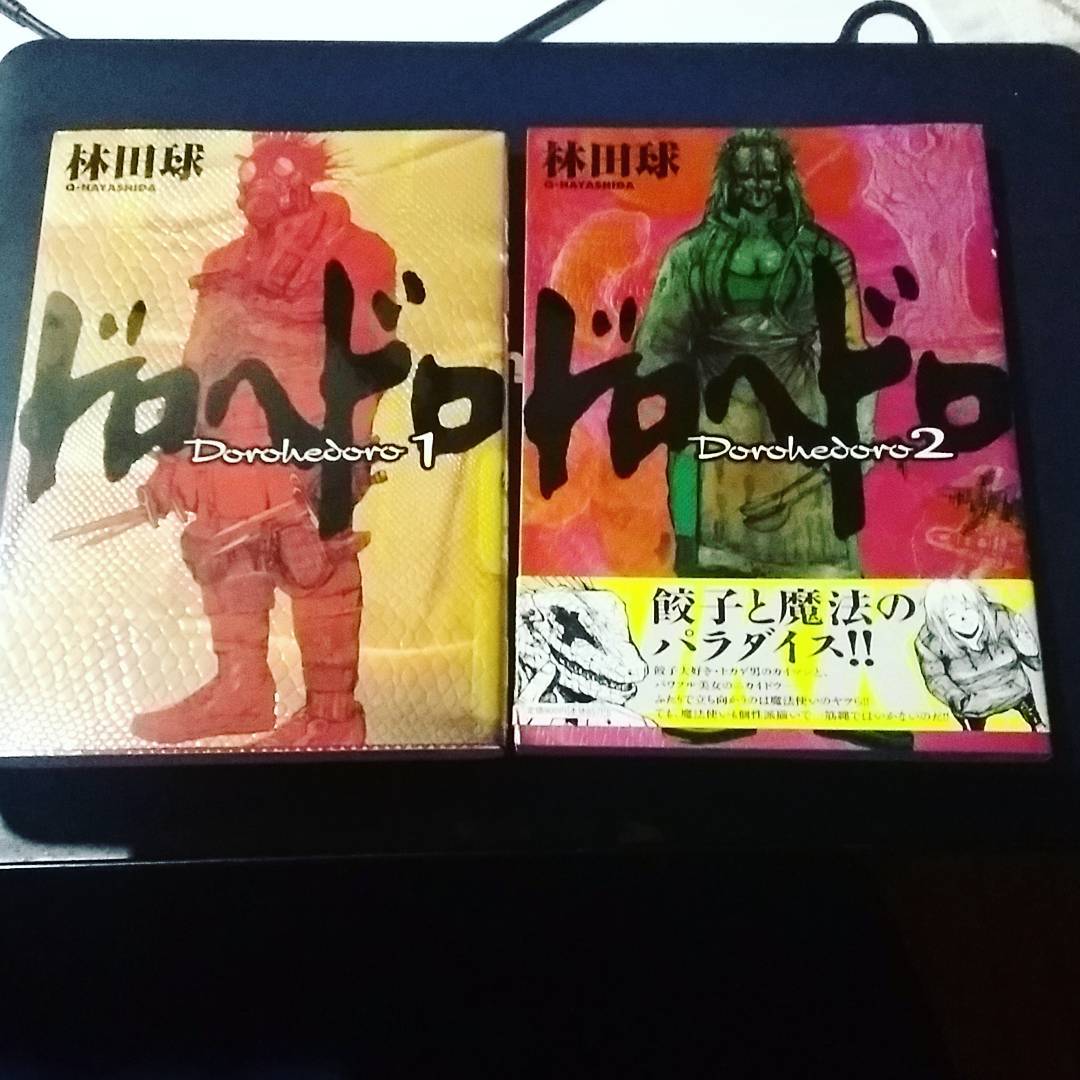 林田球
Q-HAYASHIDA
ドロヘドロ
Dorohedoro 1
林田球
Q-HAYASHIDA
ドロヘドロ
Dorohedoro 2
餃子と魔法の
パラダイス!!
餃子大好き・トカゲ男のカイマンと、
パワフル美女のニカイドウ。
ふたりで立ち向かうのは魔法使いのヤツら!!
でも、魔法使いも個性派揃いで一筋縄ではいかないのだ!!